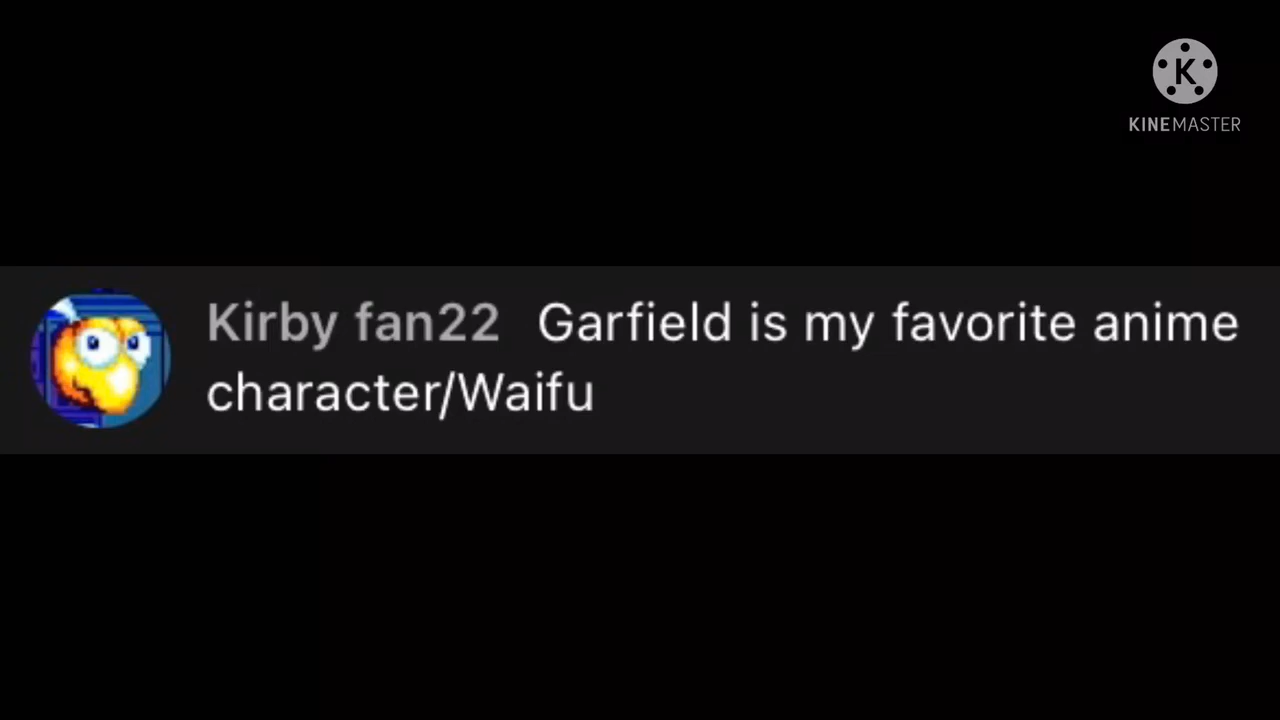 K
KINEMASTER
Kirby fan22 Garfield is my favorite anime
character/Waifu